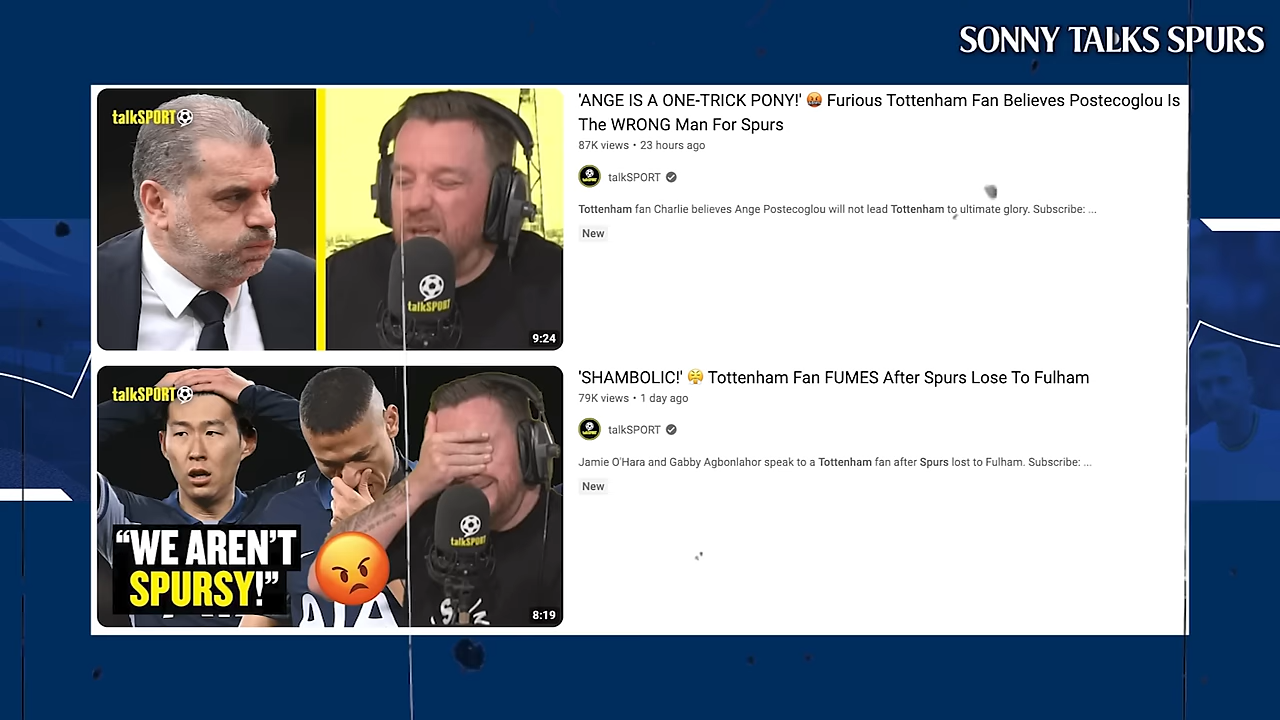 SONNY TALKS SPURS
talkSPORT
talkSPORT
9:24
'ANGE IS A ONE-TRICK PONY!' 🤬 Furious Tottenham Fan Believes Postecoglou Is
The WRONG Man For Spurs
87K views • 23 hours ago
talkSPORT
Tottenham fan Charlie believes Ange Postecoglou will not lead Tottenham to ultimate glory. Subscribe: ...
New
talkSPORT
talkSPORT
"WE AREN'T
SPURSY!"
AIA
8:19
'SHAMBOLIC!' 😤 Tottenham Fan FUMES After Spurs Lose To Fulham
79K views • 1 day ago
talkSPORT
Jamie O'Hara and Gabby Agbonlahor speak to a Tottenham fan after Spurs lost to Fulham. Subscribe: ...
New